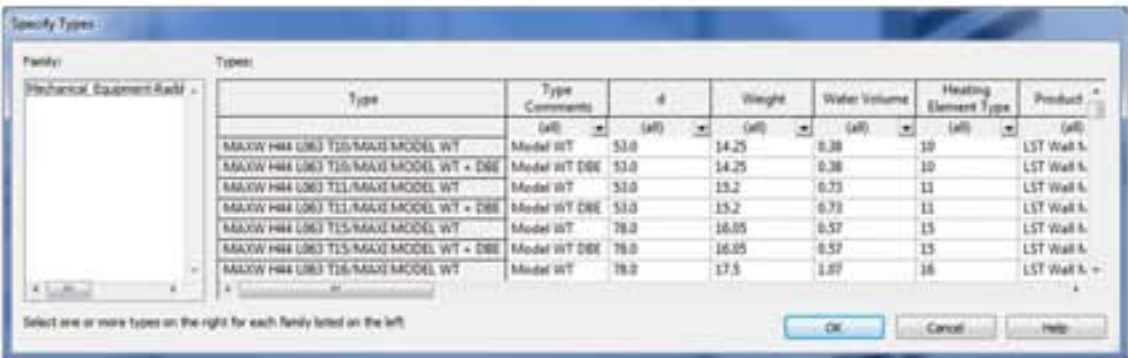 Specify Types
Family: Types:
Mechanical_Equipment-Radi
Type Type Comments d Weight Water Volume Heating Element Type Product
(all) (all) (all) (all) (all) (all)
MAXW H44 L063 T10/MAXI MODEL WT Model WT 53.0 14.25 0.38 10 LST Wall
MAXW H44 L063 T10/MAXI MODEL WT + DBE Model WT DBE 53.0 14.25 0.38 10 LST Wall
MAXW H44 L063 T11/MAXI MODEL WT Model WT 53.0 15.2 0.73 11 LST Wall
MAXW H44 L063 T11/MAXI MODEL WT + DBE Model WT DBE 53.0 15.2 0.73 11 LST Wall
MAXW H44 L063 T15/MAXI MODEL WT Model WT 78.0 16.05 0.57 15 LST Wall
MAXW H44 L063 T15/MAXI MODEL WT + DBE Model WT DBE 78.0 16.05 0.57 15 LST Wall
MAXW H44 L063 T16/MAXI MODEL WT Model WT 78.0 17.5 1.07 16 LST Wall
Select one or more types on the right for each family listed on the left
OK Cancel Help